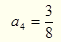 a₄ = 3/8